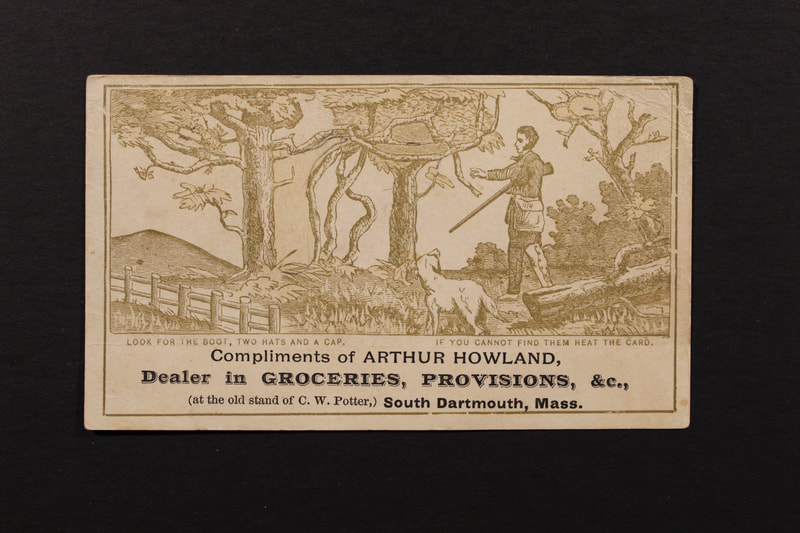 LOOK FOR THE BOOT, TWO HATS AND A CAP. IF YOU CANNOT FIND THEM HEAT THE CARD.
Compliments of ARTHUR HOWLAND,
Dealer in GROCERIES, PROVISIONS, &c.,
(at the old stand of C. W. Potter,) South Dartmouth, Mass.